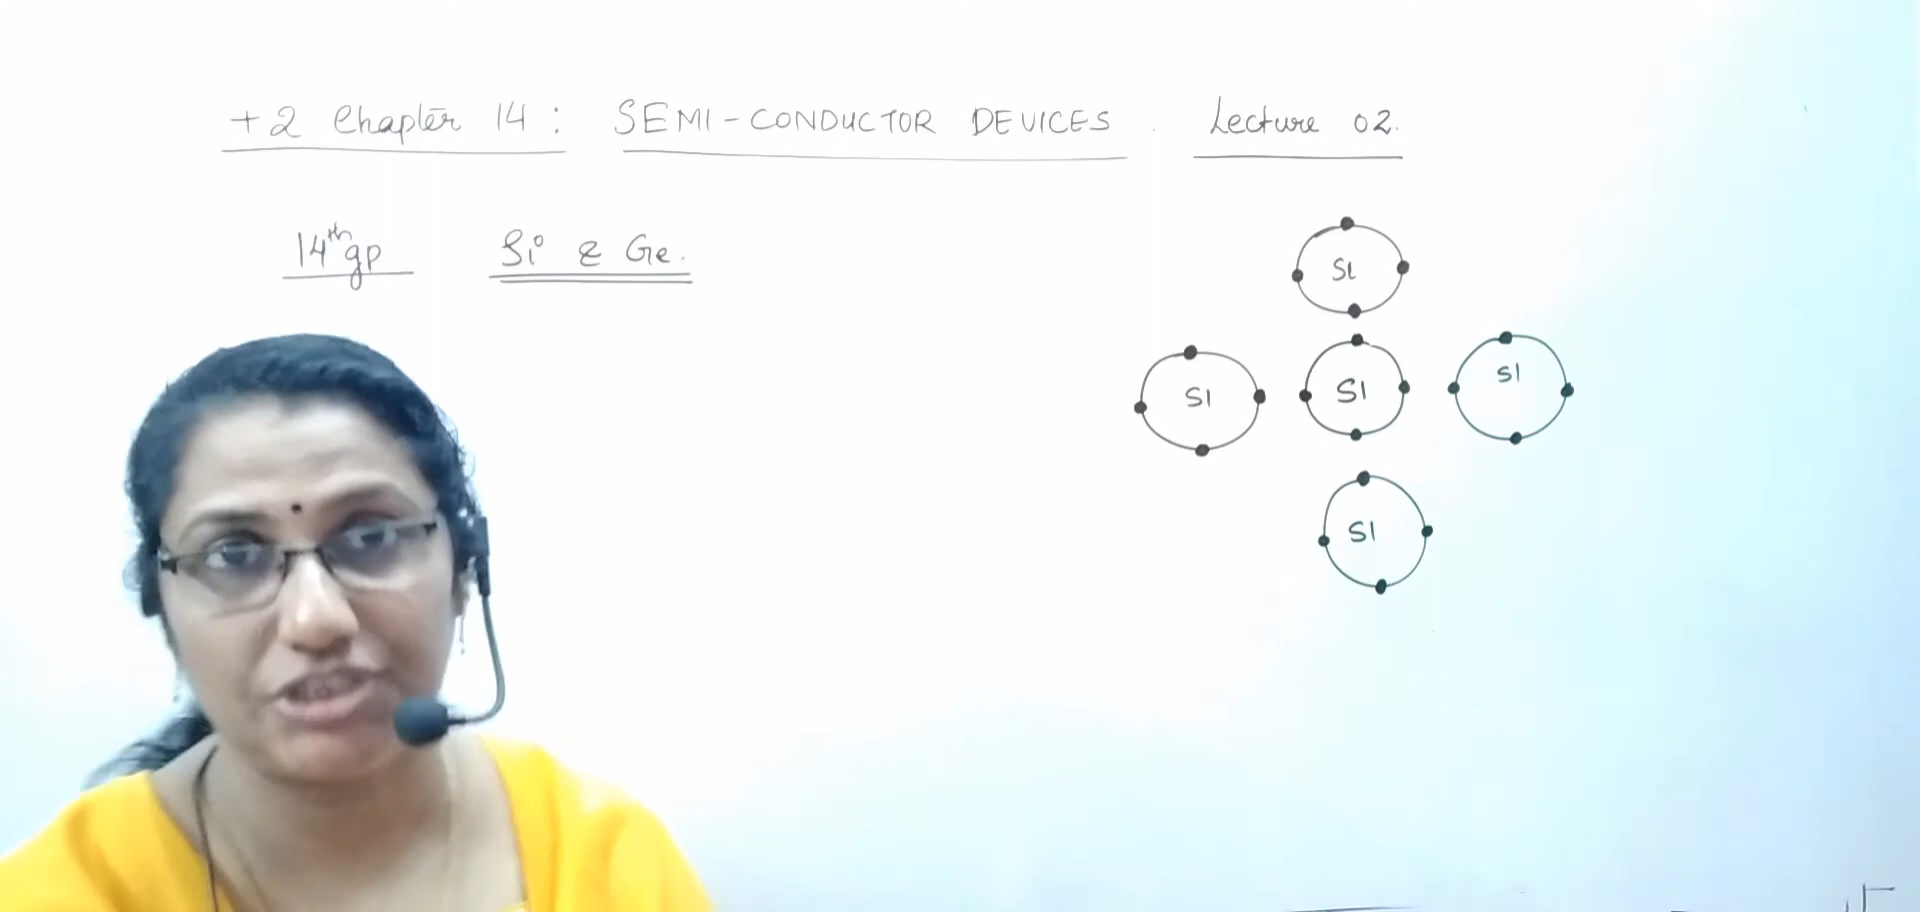 +2 Chapter 14 : SEMI-CONDUCTOR DEVICES. Lecture 02.
14th gp Si & Ge.
Si
Si Si Si
Si